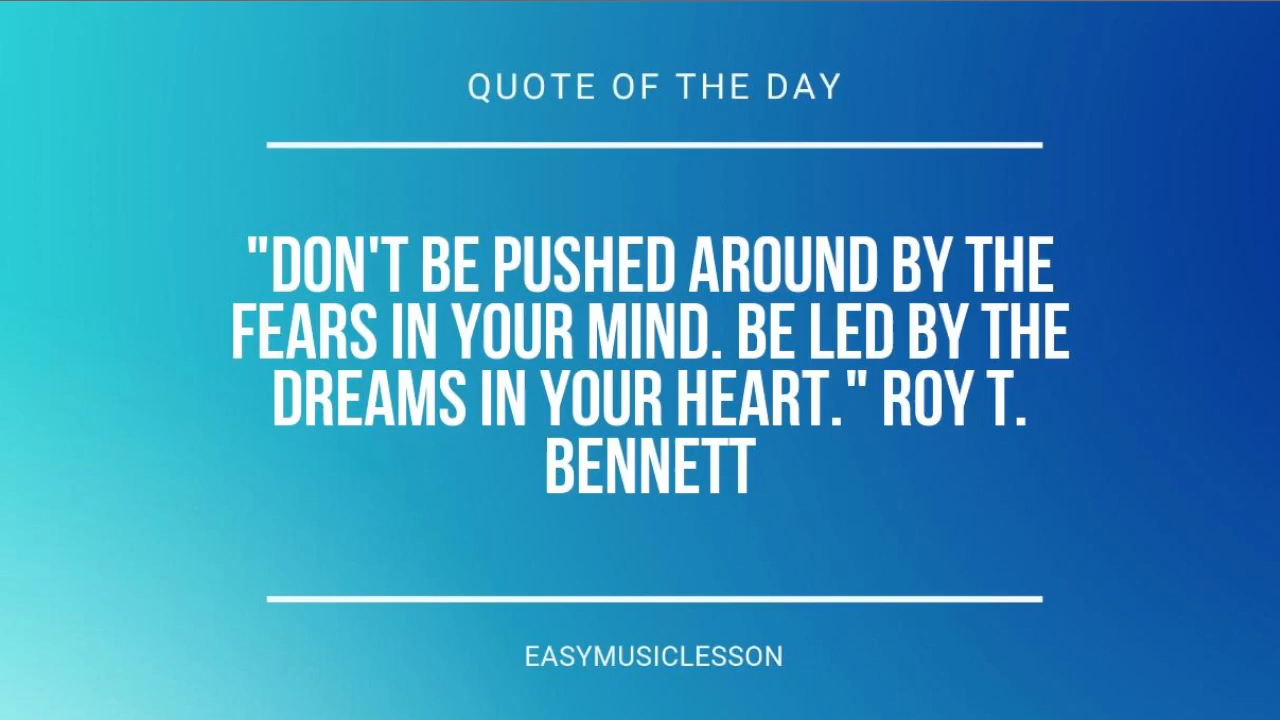 QUOTE OF THE DAY
"DON'T BE PUSHED AROUND BY THE
FEARS IN YOUR MIND. BE LED BY THE
DREAMS IN YOUR HEART." ROY T.
BENNETT
EASYMUSICLESSON